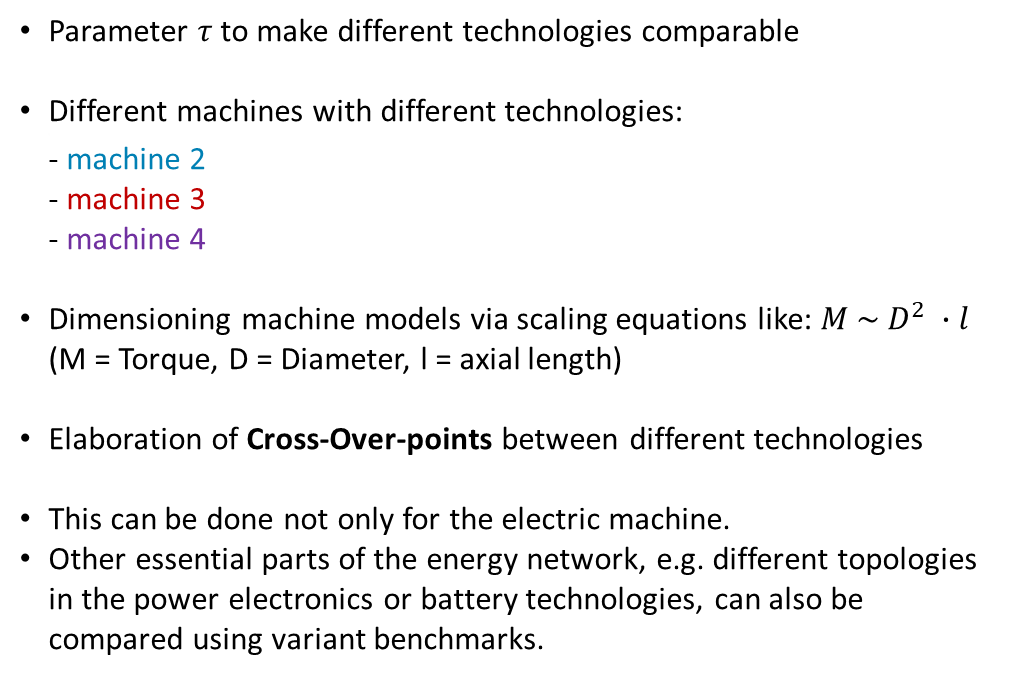 • Parameter τ to make different technologies comparable
• Different machines with different technologies:
- machine 2
- machine 3
- machine 4
• Dimensioning machine models via scaling equations like: M ~ D² · l
(M = Torque, D = Diameter, l = axial length)
• Elaboration of Cross-Over-points between different technologies
• This can be done not only for the electric machine.
• Other essential parts of the energy network, e.g. different topologies
in the power electronics or battery technologies, can also be
compared using variant benchmarks.